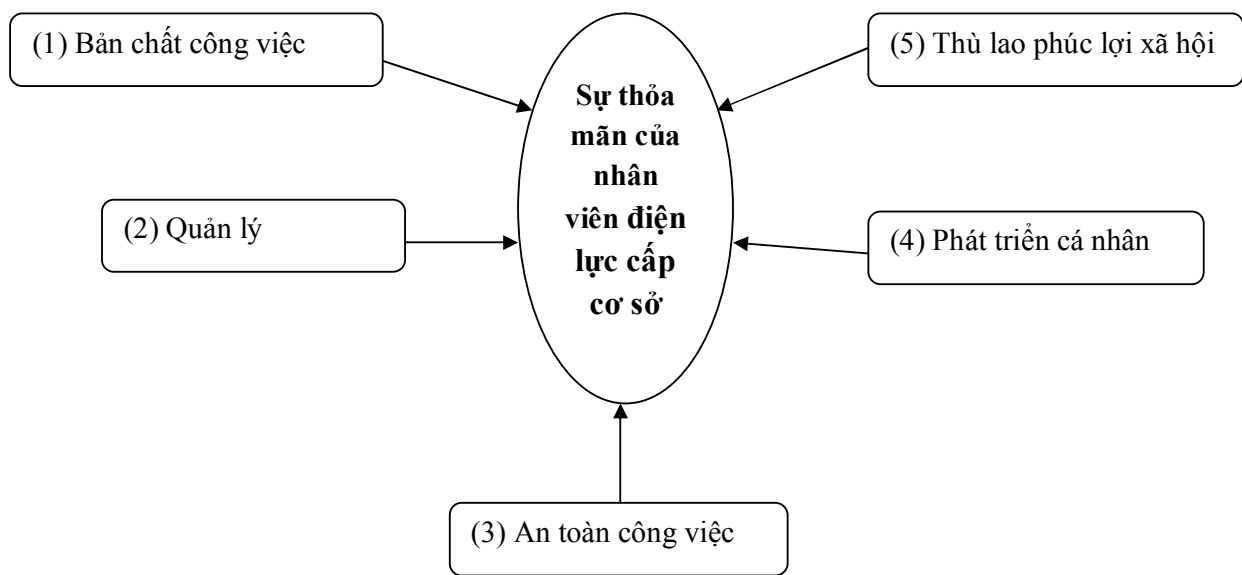 (1) Bản chất công việc
(5) Thù lao phúc lợi xã hội
Sự thỏa
mãn của
nhân
viên điện
lực cấp
cơ sở
(2) Quản lý
(4) Phát triển cá nhân
(3) An toàn công việc